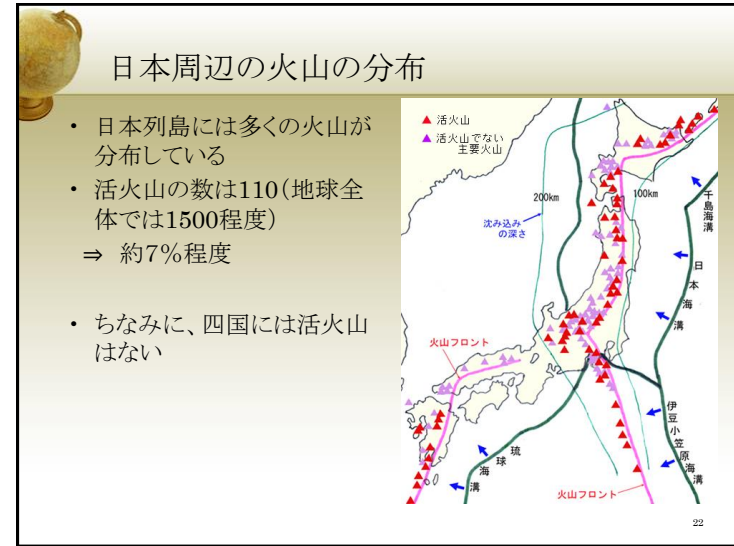 日本周辺の火山の分布
・ 日本列島には多くの火山が
分布している
・ 活火山の数は110(地球全
体では1500程度)
⇒ 約7%程度
・ ちなみに、四国には活火山
はない
▲ 活火山
▲ 活火山でない
主要火山
200km
100km
沈み込み
の深さ
千島海溝
日本海溝
火山フロント
伊豆小笠原海溝
琉球海溝
火山フロント
22